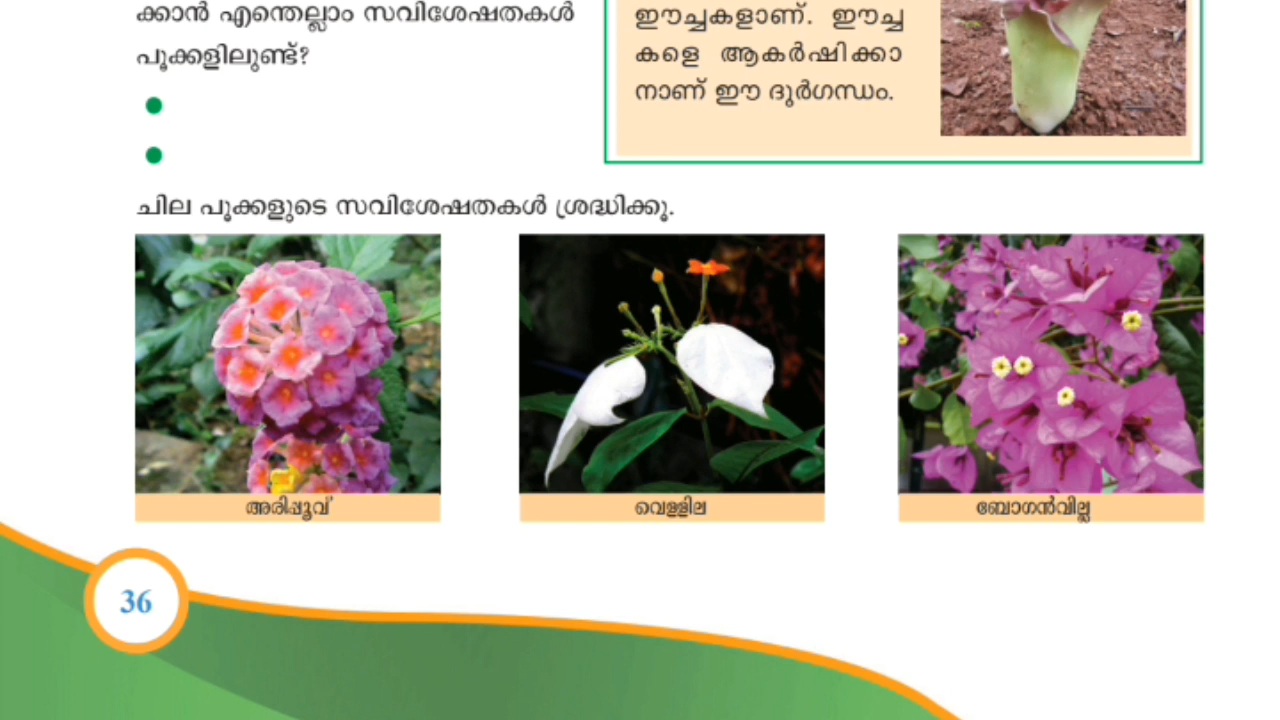 ക്കാൻ എന്തെല്ലാം സവിശേഷതകൾ
പൂക്കളിലുണ്ട്?
ഈച്ചകളാണ്. ഈച്ച
കളെ ആകർഷിക്കാ
നാണ് ഈ ദുർഗന്ധം.
ചില പൂക്കളുടെ സവിശേഷതകൾ ശ്രദ്ധിക്കൂ.
അരിപ്പൂവ്
വെള്ളില
ബോഗൻവില്ല
36